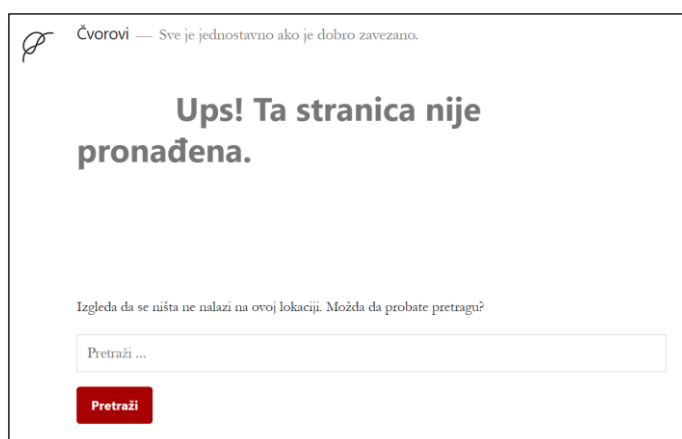 Čvorovi — Sve je jednostavno ako je dobro zavezano.
Ups! Ta stranica nije
pronađena.
Izgleda da se ništa ne nalazi na ovoj lokaciji. Možda da probate pretragu?
Pretraži ...
Pretraži